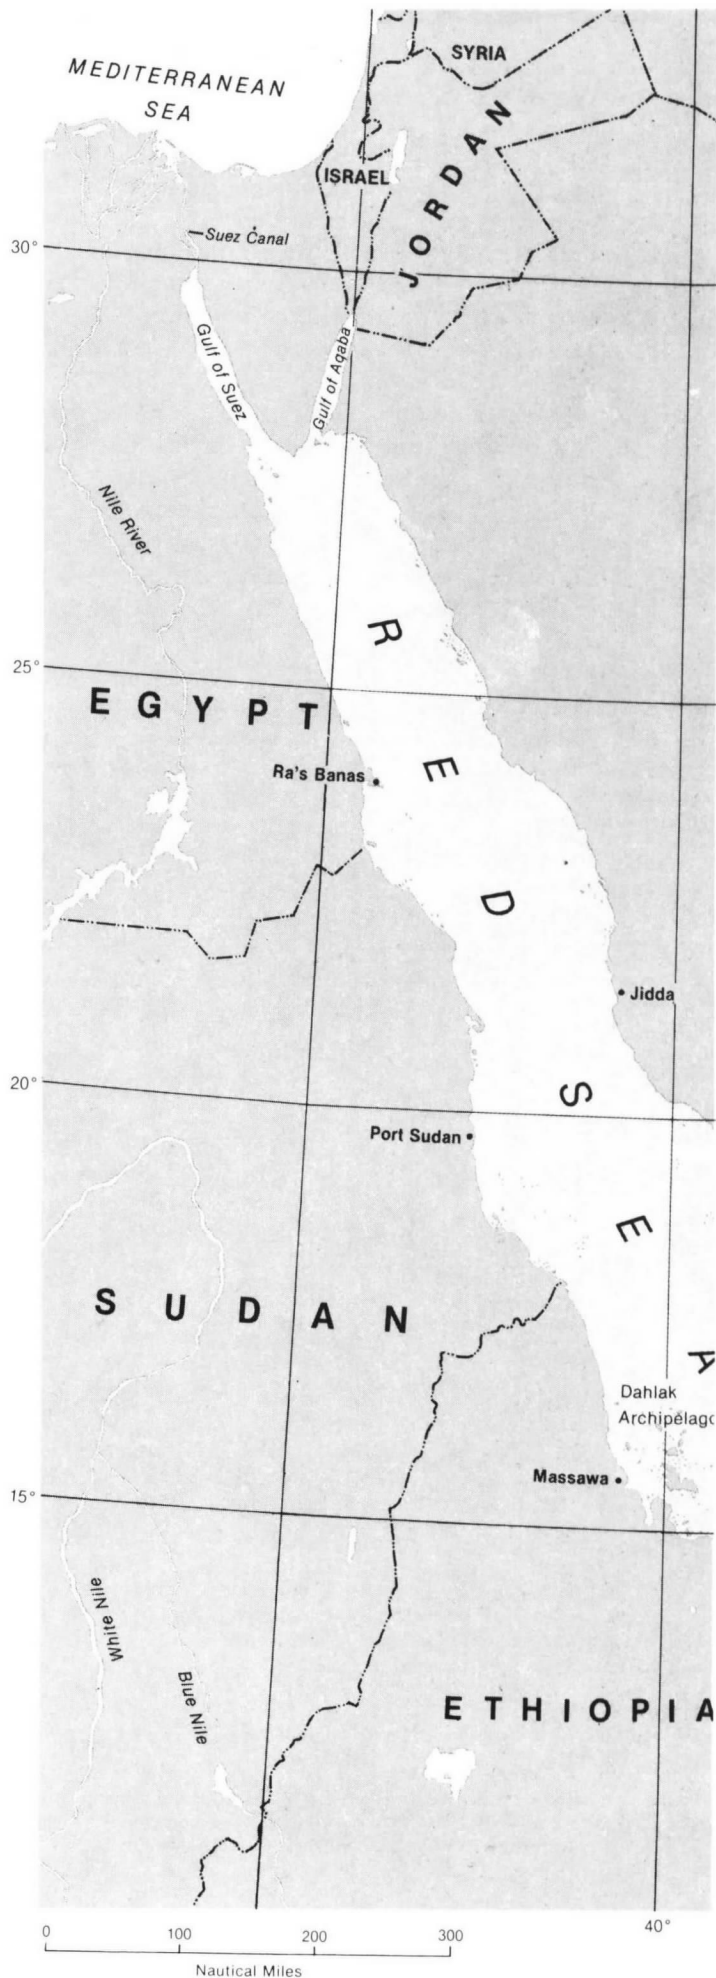 SYRIA
MEDITERRANEAN
SEA
ISRAEL
JORDAN
Suez Canal
30°
Gulf of Suez
Gulf of Aqaba
Nile River
RED SEA
25°
EGYPT
Ra's Banas
Jidda
20°
Port Sudan
SUDAN
Dahlak
Archipelago
Massawa
15°
White Nile
Blue Nile
ETHIOPIA
0 100 200 300
40°
Nautical Miles